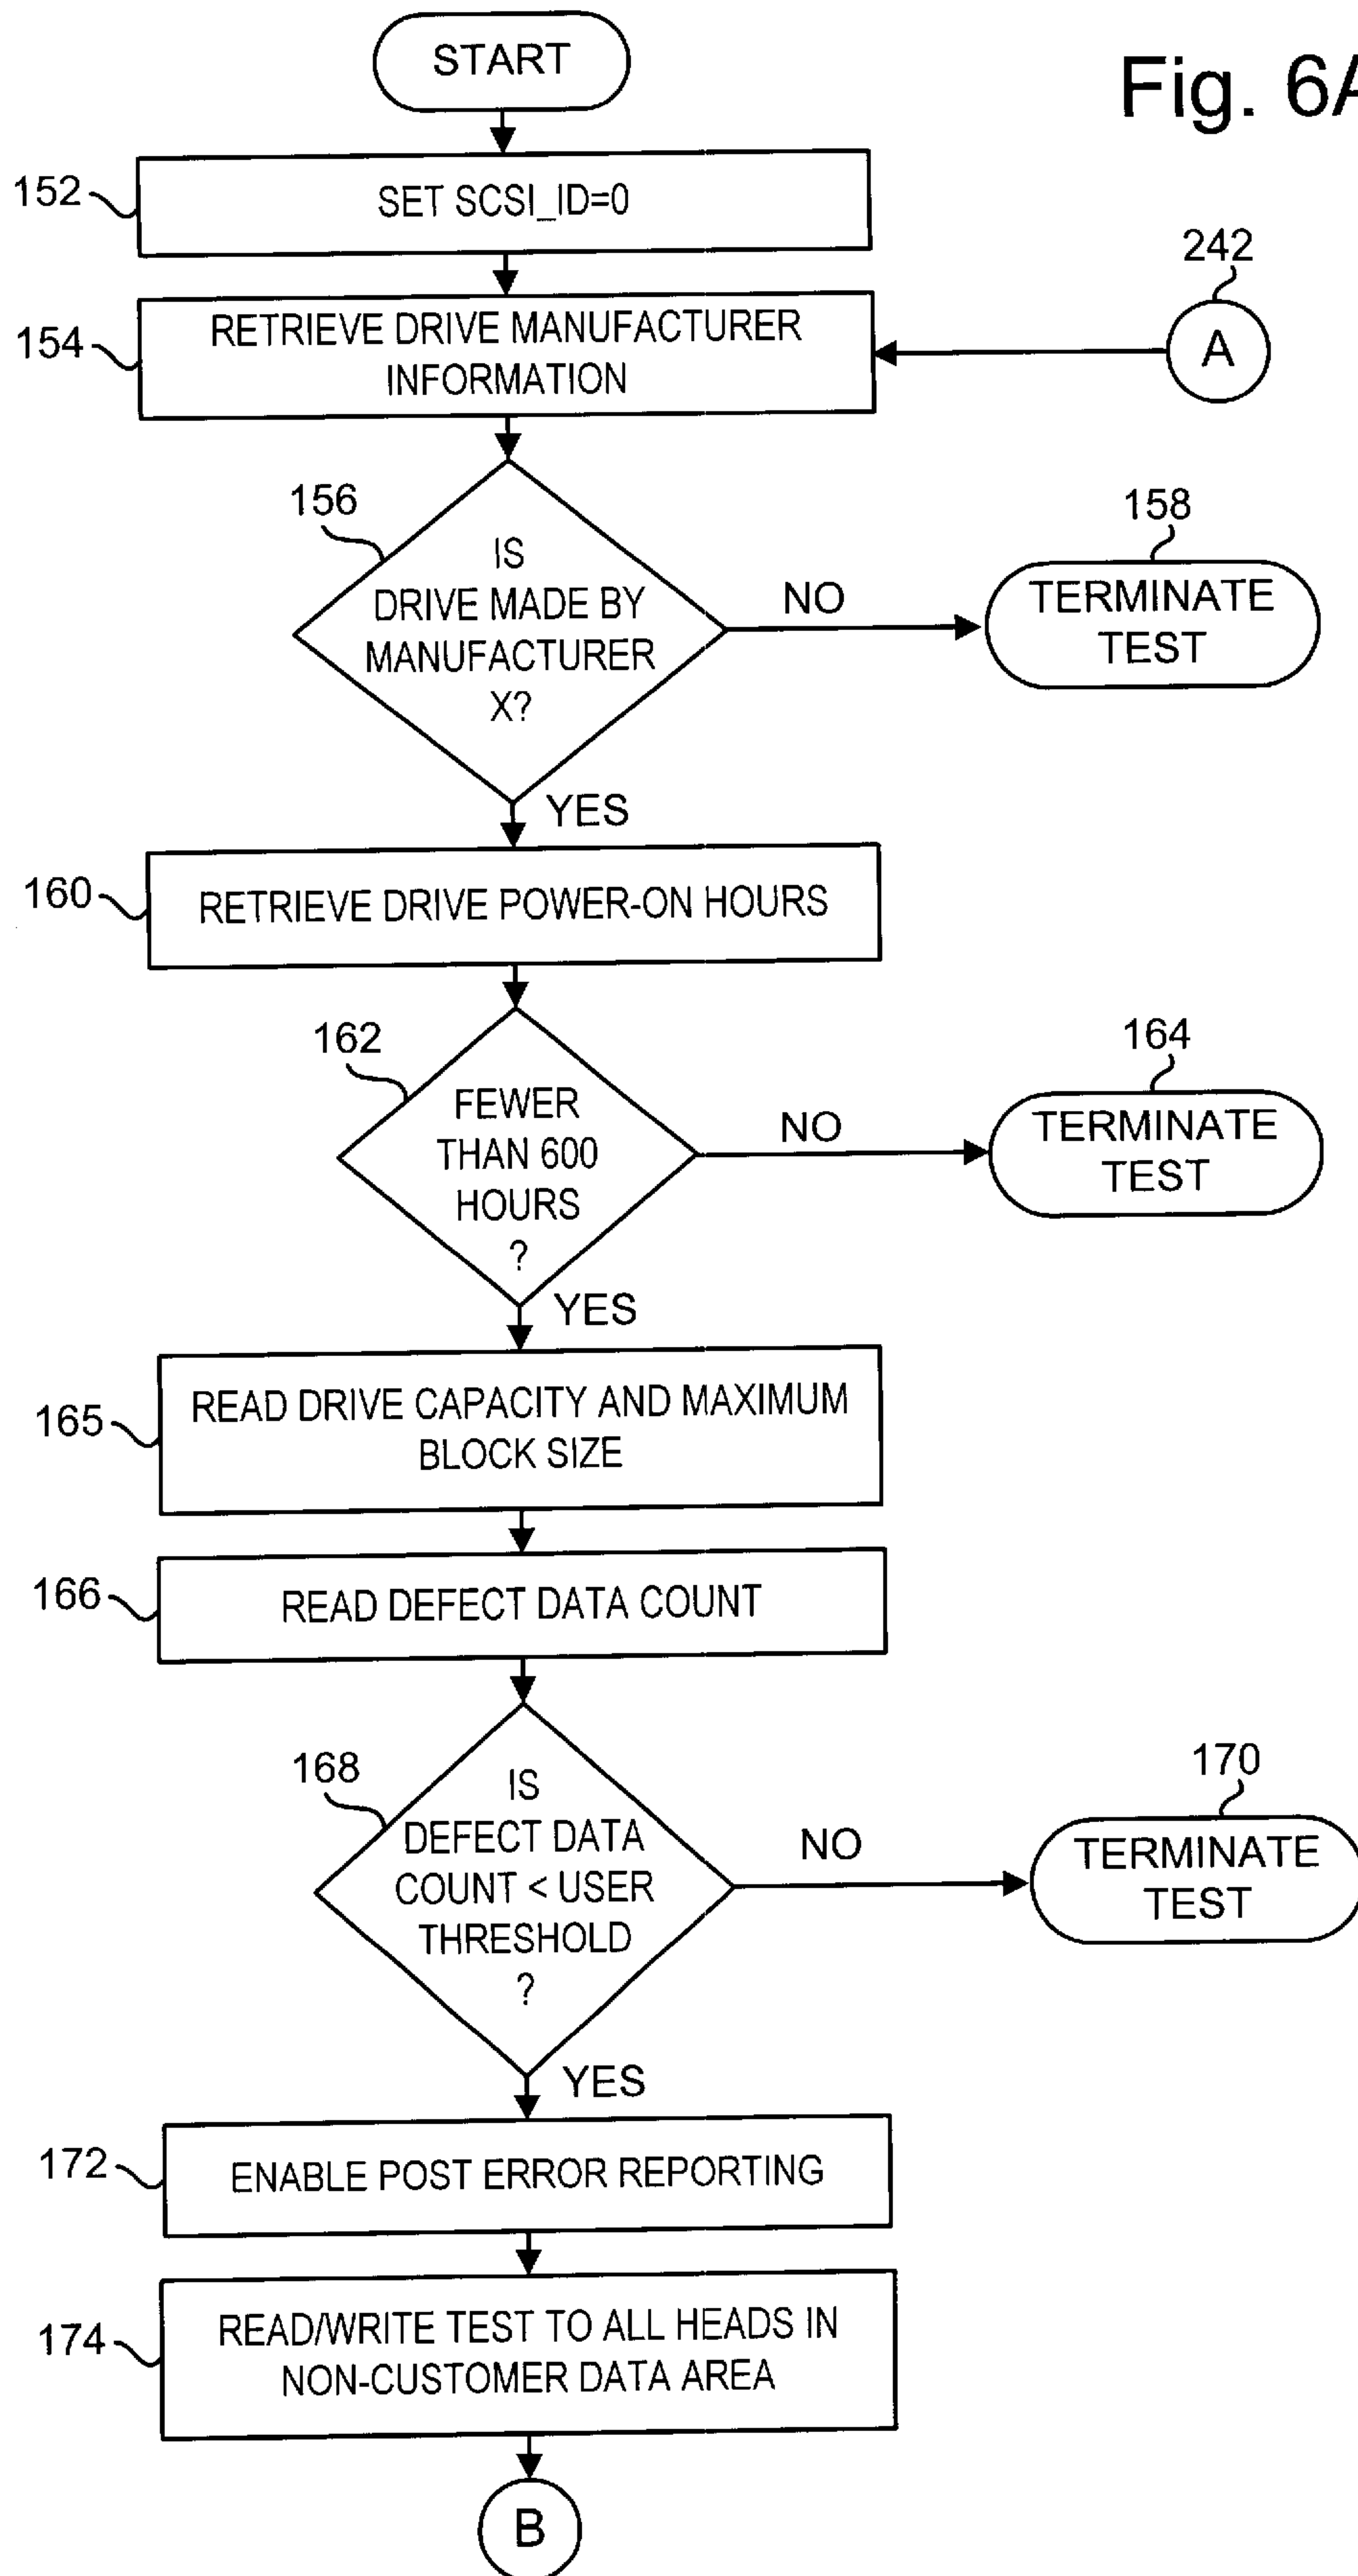 START
Fig. 6A
152
SET SCSI_ID=0
242
154
RETRIEVE DRIVE MANUFACTURER
INFORMATION
A
156
IS
DRIVE MADE BY
MANUFACTURER
X?
NO
158
TERMINATE
TEST
YES
160
RETRIEVE DRIVE POWER-ON HOURS
162
FEWER
THAN 600
HOURS
?
NO
164
TERMINATE
TEST
YES
165
READ DRIVE CAPACITY AND MAXIMUM
BLOCK SIZE
166
READ DEFECT DATA COUNT
168
IS
DEFECT DATA
COUNT < USER
THRESHOLD
?
NO
170
TERMINATE
TEST
YES
172
ENABLE POST ERROR REPORTING
174
READ/WRITE TEST TO ALL HEADS IN
NON-CUSTOMER DATA AREA
B